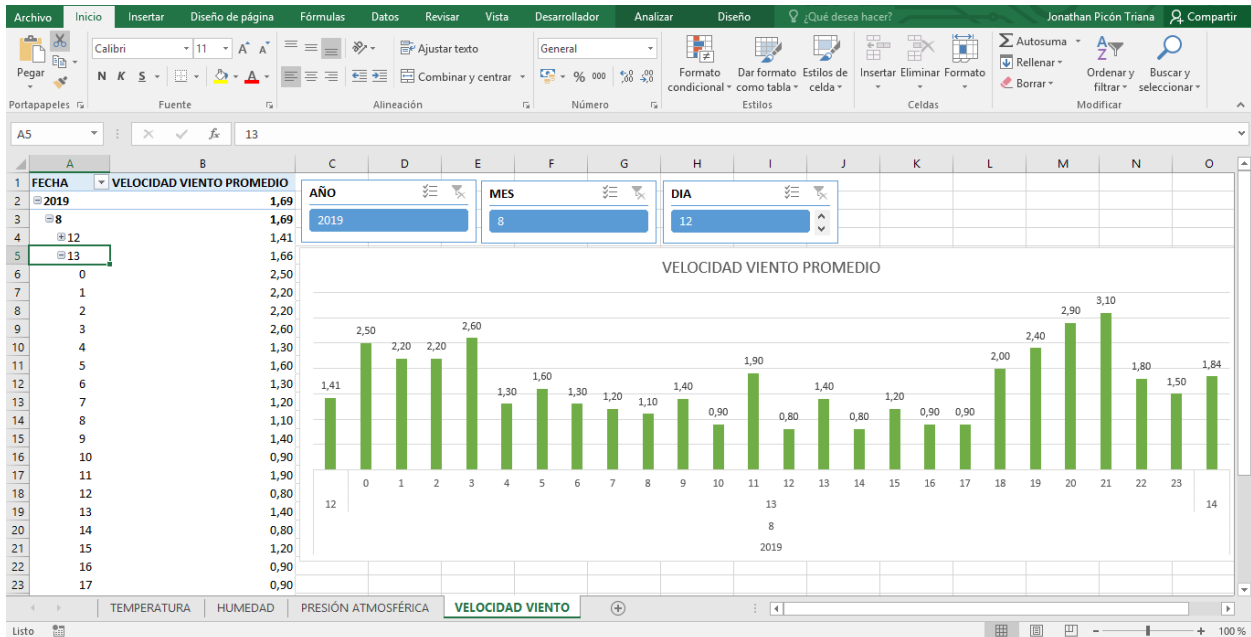 Archivo Inicio Insertar Diseño de página Fórmulas Datos Revisar Vista Desarrollador Analizar Diseño ¿Qué desea hacer? Jonathan Picón Triana Compartir
Calibri 11 Ajustar texto General Autosuma
Pegar N K S Combinar y centrar % 000 Formato condicional Dar formato como tabla Estilos de celda Insertar Eliminar Formato Rellenar Borrar Ordenar y filtrar Buscar y seleccionar
Portapapeles Fuente Alineación Número Estilos Celdas Modificar
A5 fx 13
A B C D E F G H I J K L M N O
1 FECHA VELOCIDAD VIENTO PROMEDIO
2 2019 1,69
3 8 1,69
4 12 1,41
5 13 1,66
6 0 2,50
7 1 2,20
8 2 2,20
9 3 2,60
10 4 1,30
11 5 1,60
12 6 1,30
13 7 1,20
14 8 1,10
15 9 1,40
16 10 0,90
17 11 1,90
18 12 0,80
19 13 1,40
20 14 0,80
21 15 1,20
22 16 0,90
23 17 0,90
AÑO
2019
MES
8
DIA
12
VELOCIDAD VIENTO PROMEDIO
1,41 2,50 2,20 2,20 2,60 1,30 1,60 1,30 1,20 1,10 1,40 0,90 1,90 0,80 1,40 0,80 1,20 0,90 0,90 2,00 2,40 2,90 3,10 1,80 1,50 1,84
0 1 2 3 4 5 6 7 8 9 10 11 12 13 14 15 16 17 18 19 20 21 22 23
12 13 14
8
2019
TEMPERATURA HUMEDAD PRESIÓN ATMOSFÉRICA VELOCIDAD VIENTO
Listo 100 %